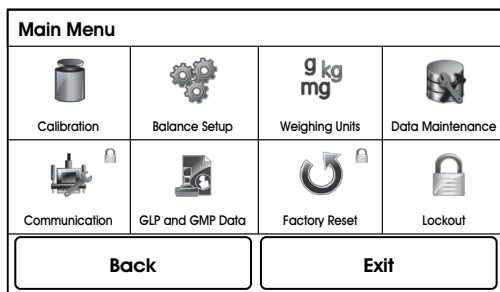 Main Menu
g kg
mg
Calibration
Balance Setup
Weighing Units
Data Maintenance
Communication
GLP and GMP Data
Factory Reset
Lockout
Back
Exit